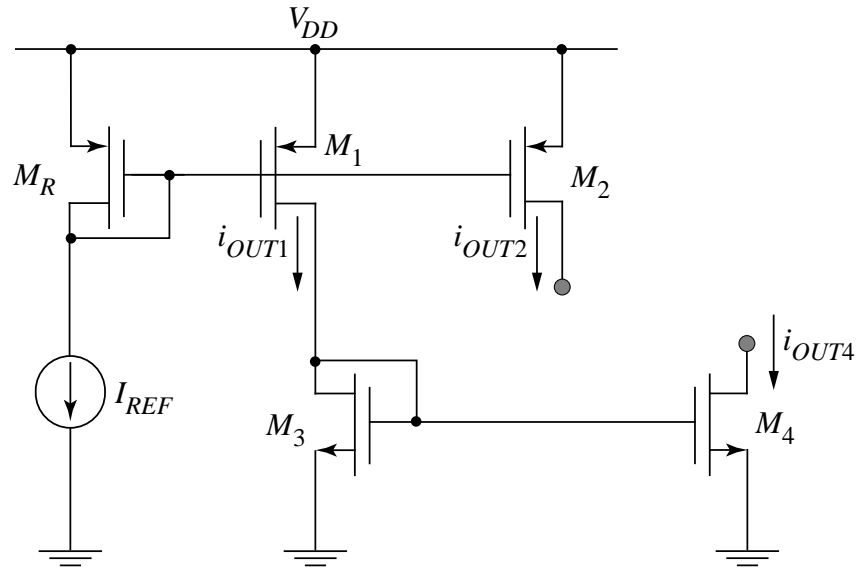 V_DD
M_R
M_1
M_2
i_OUT1
i_OUT2
i_OUT4
I_REF
M_3
M_4